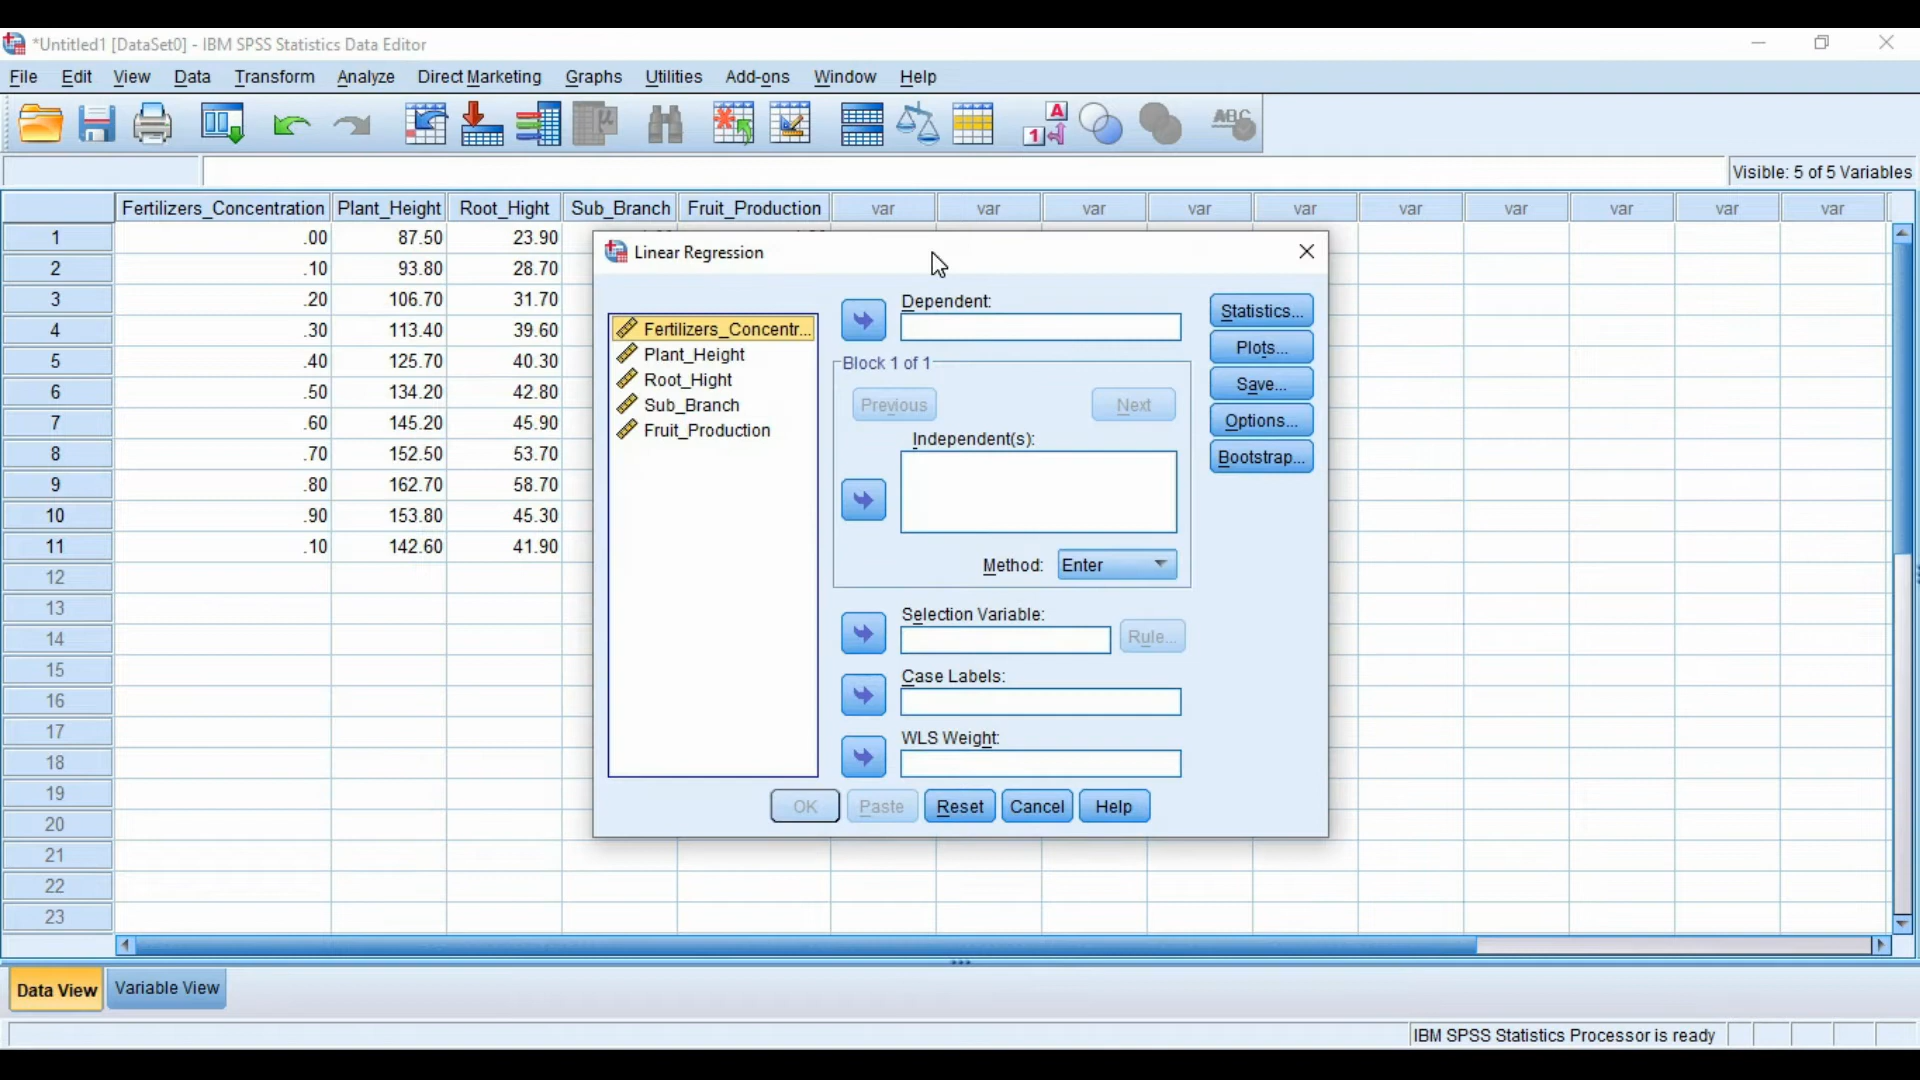 *Untitled1 [DataSet0] - IBM SPSS Statistics Data Editor
File Edit View Data Transform Analyze Direct Marketing Graphs Utilities Add-ons Window Help
Visible: 5 of 5 Variables
Fertilizers_Concentration Plant_Height Root_Hight Sub_Branch Fruit_Production var var var var var var var var var var
1 .00 87.50 23.90
2 .10 93.80 28.70
3 .20 106.70 31.70
4 .30 113.40 39.60
5 .40 125.70 40.30
6 .50 134.20 42.80
7 .60 145.20 45.90
8 .70 152.50 53.70
9 .80 162.70 58.70
10 .90 153.80 45.30
11 .10 142.60 41.90
12
13
14
15
16
17
18
19
20
21
22
23
Linear Regression
Fertilizers_Concentr...
Plant_Height
Root_Hight
Sub_Branch
Fruit_Production
Dependent:
Block 1 of 1
Previous Next
Independent(s):
Method: Enter
Selection Variable:
Rule...
Case Labels:
WLS Weight:
Statistics...
Plots...
Save...
Options...
Bootstrap...
OK Paste Reset Cancel Help
Data View Variable View
IBM SPSS Statistics Processor is ready